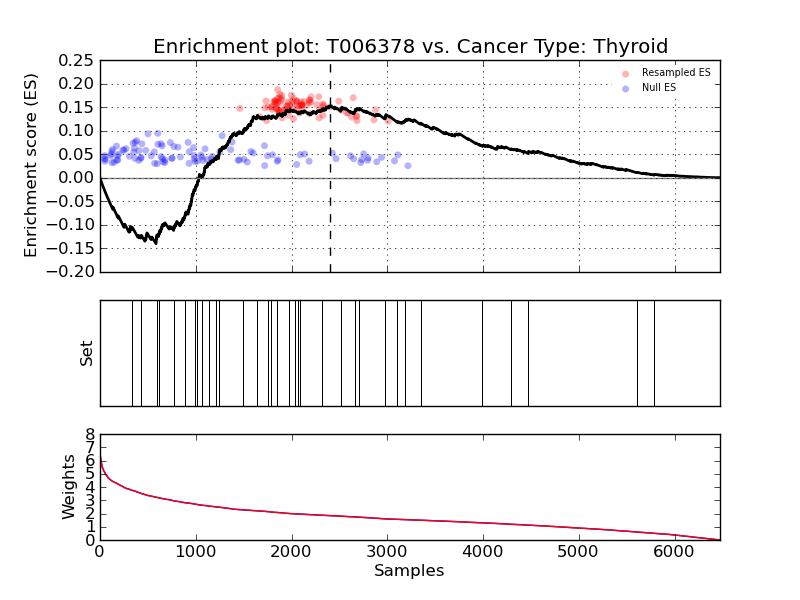 Enrichment plot: T006378 vs. Cancer Type: Thyroid
Enrichment score (ES)
0.25
0.20
0.15
0.10
0.05
0.00
−0.05
−0.10
−0.15
−0.20
Resampled ES
Null ES
Set
Weights
8
7
6
5
4
3
2
1
0
0 1000 2000 3000 4000 5000 6000
Samples